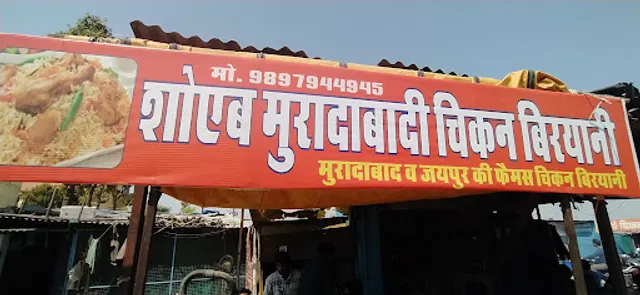 मो. 9897944945
शोएब मुरादाबादी चिकन बिरयानी
मुरादाबाद व जयपुर की फैमस चिकन बिरयानी